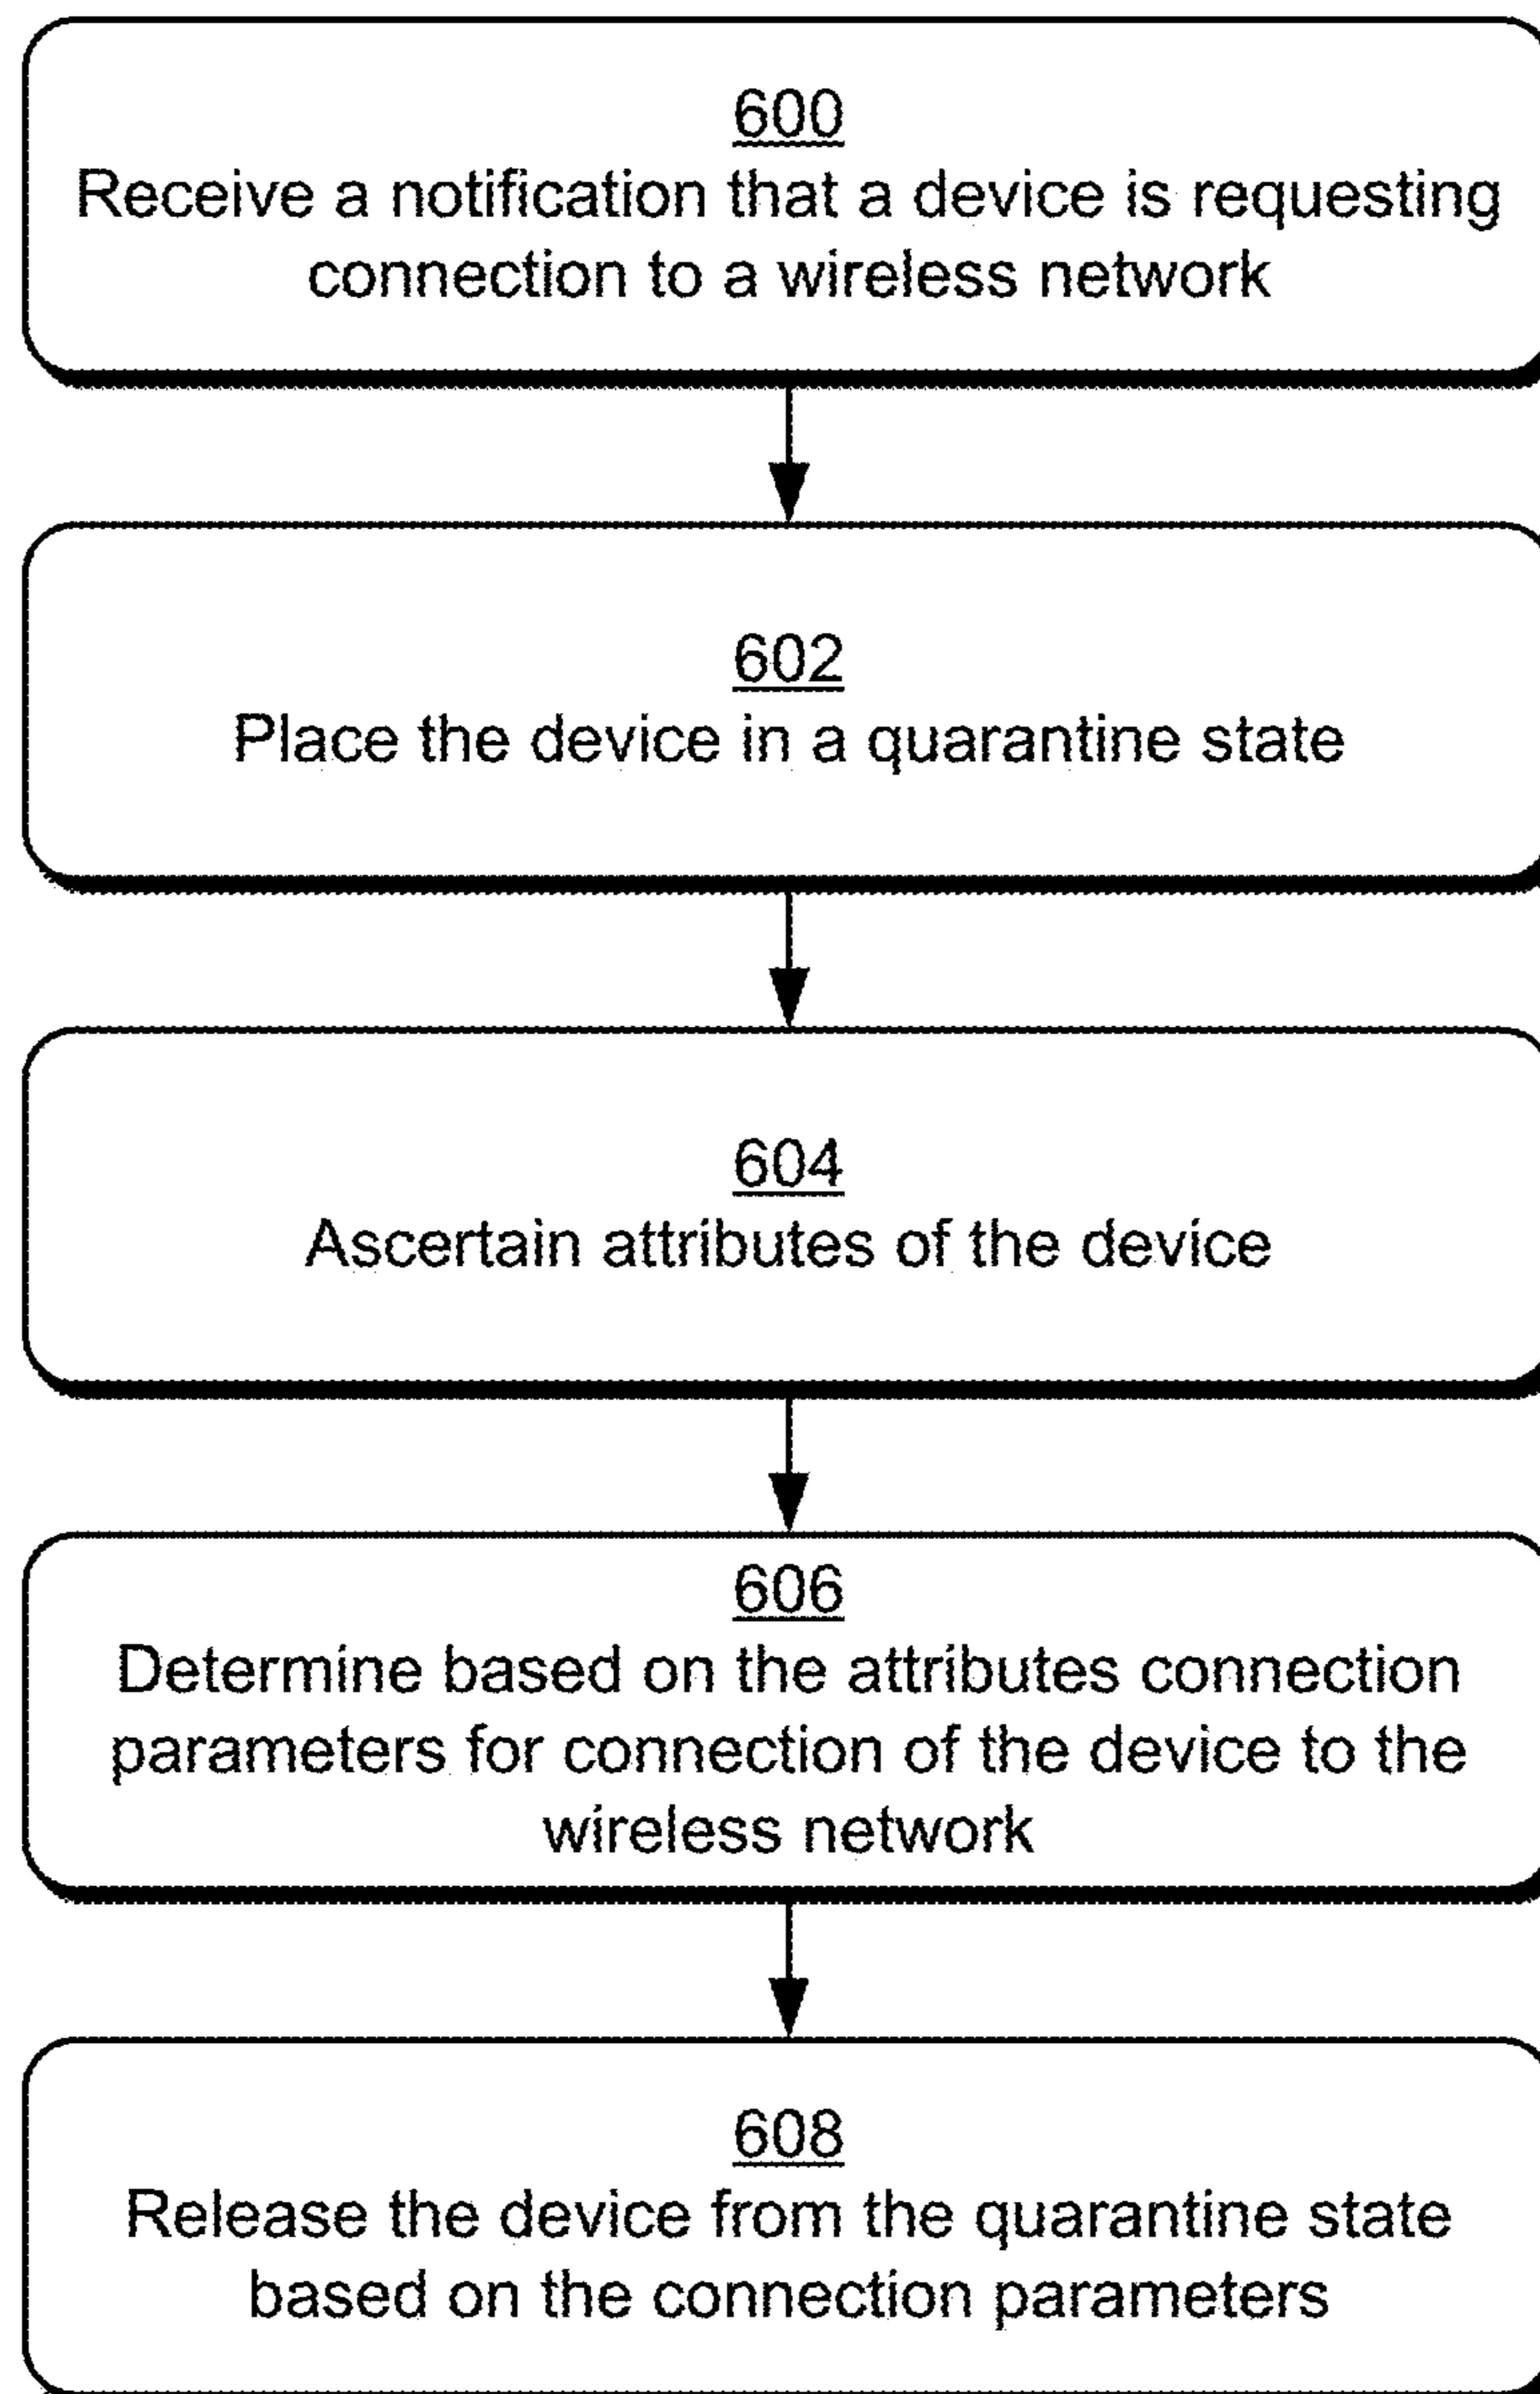 600
Receive a notification that a device is requesting
connection to a wireless network
602
Place the device in a quarantine state
604
Ascertain attributes of the device
606
Determine based on the attributes connection
parameters for connection of the device to the
wireless network
608
Release the device from the quarantine state
based on the connection parameters